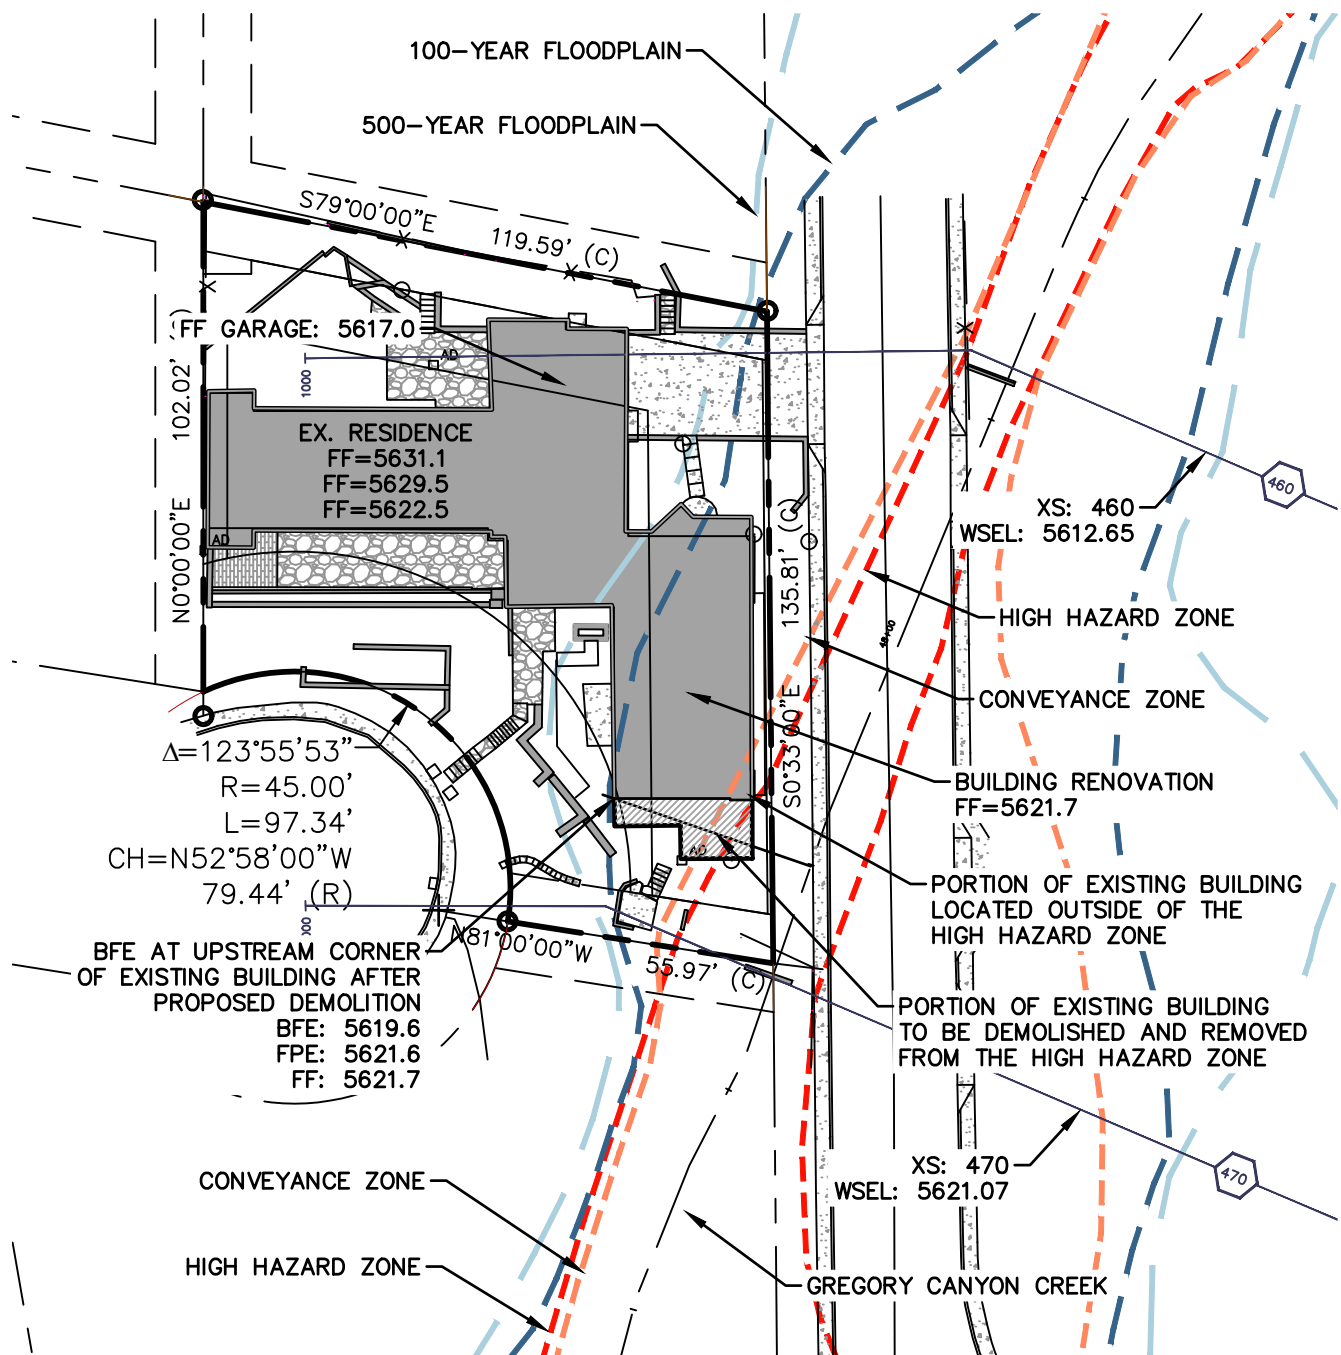 100-YEAR FLOODPLAIN
500-YEAR FLOODPLAIN
S79°00'00"E
119.59' (C)
FF GARAGE: 5617.0
AD
1000
102.02'
N0°00'00"E
EX. RESIDENCE
FF=5631.1
FF=5629.5
FF=5622.5
AD
460
XS: 460
WSEL: 5612.65
135.81' (C)
S0°33'00"E
48+00
HIGH HAZARD ZONE
CONVEYANCE ZONE
BUILDING RENOVATION
FF=5621.7
Δ=123°55'53"
R=45.00'
L=97.34'
CH=N52°58'00"W
79.44' (R)
AD
PORTION OF EXISTING BUILDING
LOCATED OUTSIDE OF THE
HIGH HAZARD ZONE
N81°00'00"W
55.97' (C)
BFE AT UPSTREAM CORNER
OF EXISTING BUILDING AFTER
PROPOSED DEMOLITION
BFE: 5619.6
FPE: 5621.6
FF: 5621.7
PORTION OF EXISTING BUILDING
TO BE DEMOLISHED AND REMOVED
FROM THE HIGH HAZARD ZONE
XS: 470
WSEL: 5621.07
470
CONVEYANCE ZONE
HIGH HAZARD ZONE
GREGORY CANYON CREEK